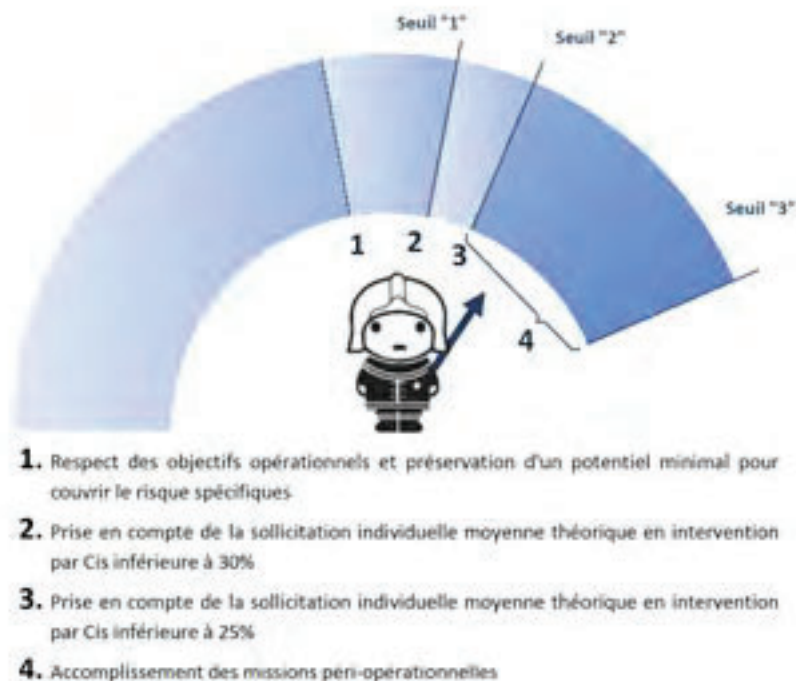 Seuil "1"
Seuil "2"
Seuil "3"
1 2 3
4
1. Respect des objectifs opérationnels et préservation d'un potentiel minimal pour
couvrir le risque spécifiques
2. Prise en compte de la sollicitation individuelle moyenne théorique en intervention
par Cis inférieure à 30%
3. Prise en compte de la sollicitation individuelle moyenne théorique en intervention
par Cis inférieure à 25%
4. Accomplissement des missions péri-opérationnelles